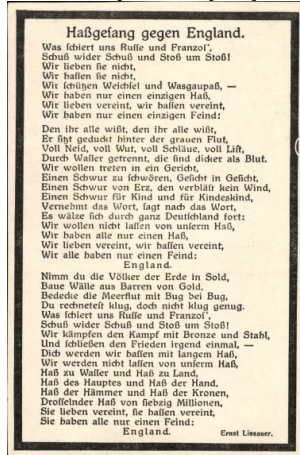 Haßgesang gegen England.
Was schiert uns Russe und Franzos',
Schuß wider Schuß und Stoß um Stoß!
Wir lieben sie nicht,
Wir hassen sie nicht,
Wir schützen Weichsel und Wasgaupaß, —
Wir haben nur einen einzigen Haß,
Wir lieben vereint, wir hassen vereint,
Wir haben nur einen einzigen Feind:
Den ihr alle wißt, den ihr alle wißt,
Er sitzt geduckt hinter der grauen Flut,
Voll Neid, voll Wut, voll Schläue, voll List,
Durch Wasser getrennt, die sind dicker als Blut.
Wir wollen treten in ein Gericht,
Einen Schwur zu schwören, Gesicht in Gesicht,
Einen Schwur von Erz, den verbläst kein Wind,
Einen Schwur für Kind und für Kindeskind,
Vernehmt das Wort, sagt nach das Wort,
Es wälze sich durch ganz Deutschland fort:
Wir wollen nicht lassen von unserm Haß,
Wir haben alle nur einen Haß,
Wir lieben vereint, wir hassen vereint,
Wir alle haben nur einen Feind:
England.
Nimm du die Völker der Erde in Sold,
Baue Wälle aus Barren von Gold,
Bedecke die Meerflut mit Bug bei Bug,
Du rechnetest klug, doch nicht klug genug.
Was schiert uns Russe und Franzos',
Schuß wider Schuß und Stoß um Stoß!
Wir kämpfen den Kampf mit Bronze und Stahl,
Und schließen den Frieden irgend einmal, —
Dich werden wir hassen mit langem Haß,
Wir werden nicht lassen von unserm Haß,
Haß zu Wasser und Haß zu Land,
Haß des Hauptes und Haß der Hand,
Haß der Hämmer und Haß der Kronen,
Drosselnder Haß von siebzig Millionen,
Sie lieben vereint, sie hassen vereint,
Sie haben alle nur einen Feind:
England.
Ernst Lissauer.